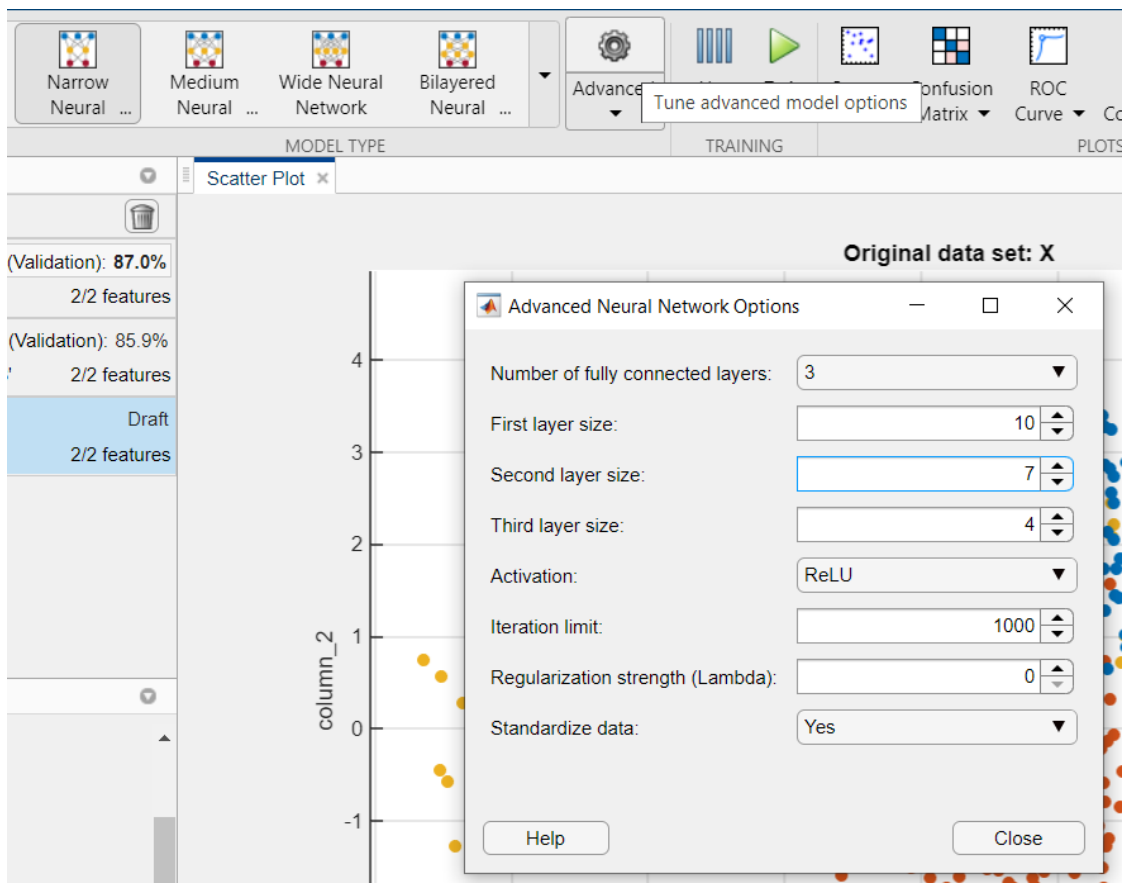 Narrow
Neural ...
Medium
Neural ...
Wide Neural
Network
Bilayered
Neural ...
Advance
Tune advanced model options
onfusion
Matrix
ROC
Curve
Co
MODEL TYPE
TRAINING
PLOTS
Scatter Plot ×
(Validation): 87.0%
2/2 features
(Validation): 85.9%
2/2 features
Draft
2/2 features
Original data set: X
Advanced Neural Network Options
Number of fully connected layers: 3
First layer size: 10
Second layer size: 7
Third layer size: 4
Activation: ReLU
Iteration limit: 1000
Regularization strength (Lambda): 0
Standardize data: Yes
Help
Close
4
3
2
1
0
-1
column_2